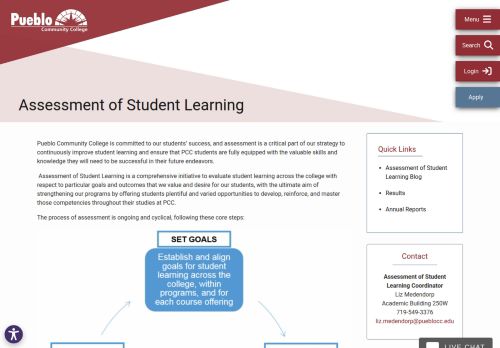 Pueblo
Community College
Menu
Search
Login
Apply
Assessment of Student Learning
Pueblo Community College is committed to our students' success, and assessment is a critical part of our strategy to
continuously improve student learning and ensure that PCC students are fully equipped with the valuable skills and
knowledge they will need to be successful in their future endeavors.
Assessment of Student Learning is a comprehensive initiative to evaluate student learning across the college with
respect to particular goals and outcomes that we value and desire for our students, with the ultimate aim of
strengthening our programs by offering students plentiful and varied opportunities to develop, reinforce, and master
those competencies throughout their studies at PCC.
The process of assessment is ongoing and cyclical, following these core steps:
SET GOALS
Establish and align
goals for student
learning across the
college, within
programs, and for
each course offering
Quick Links
Assessment of Student
Learning Blog
Results
Annual Reports
Contact
Assessment of Student
Learning Coordinator
Liz Medendorp
Academic Building 250W
719-549-3376
liz.medendorp@pueblocc.edu
LIVE CHAT